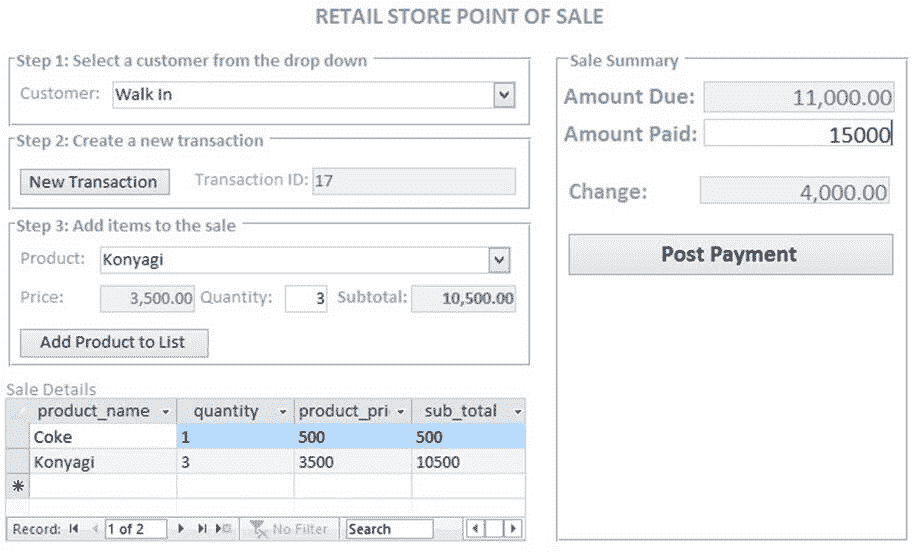 RETAIL STORE POINT OF SALE
Step 1: Select a customer from the drop down
Customer: Walk In
Step 2: Create a new transaction
New Transaction Transaction ID: 17
Step 3: Add items to the sale
Product: Konyagi
Price: 3,500.00 Quantity: 3 Subtotal: 10,500.00
Add Product to List
Sale Details
product_name quantity product_pri sub_total
Coke 1 500 500
Konyagi 3 3500 10500
Record: 1 of 2 No Filter Search
Sale Summary
Amount Due: 11,000.00
Amount Paid: 15000
Change: 4,000.00
Post Payment